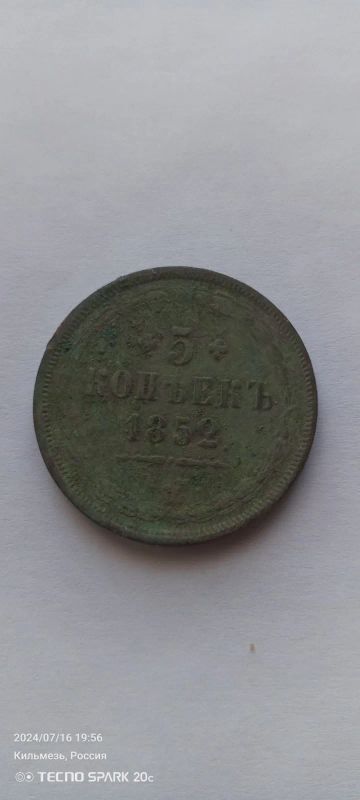 5
КОПѢЕКЪ
1852
2024/07/16 19:56
Кильмезь, Россия
TECNO SPARK 20c